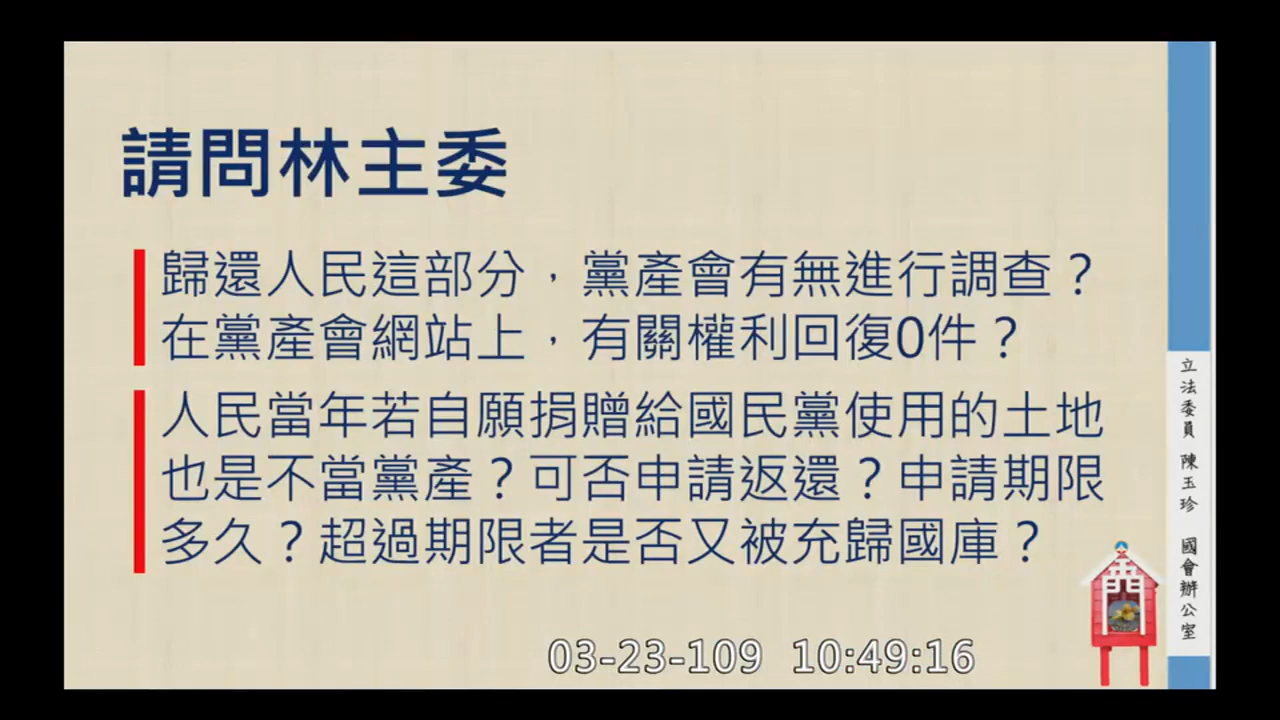 請問林主委
歸還人民這部分，黨產會有無進行調查？
在黨產會網站上，有關權利回復0件？
人民當年若自願捐贈給國民黨使用的土地
也是不當黨產？可否申請返還？申請期限
多久？超過期限者是否又被充歸國庫？
立法委員 陳玉珍 國會辦公室
03-23-109 10:49:16